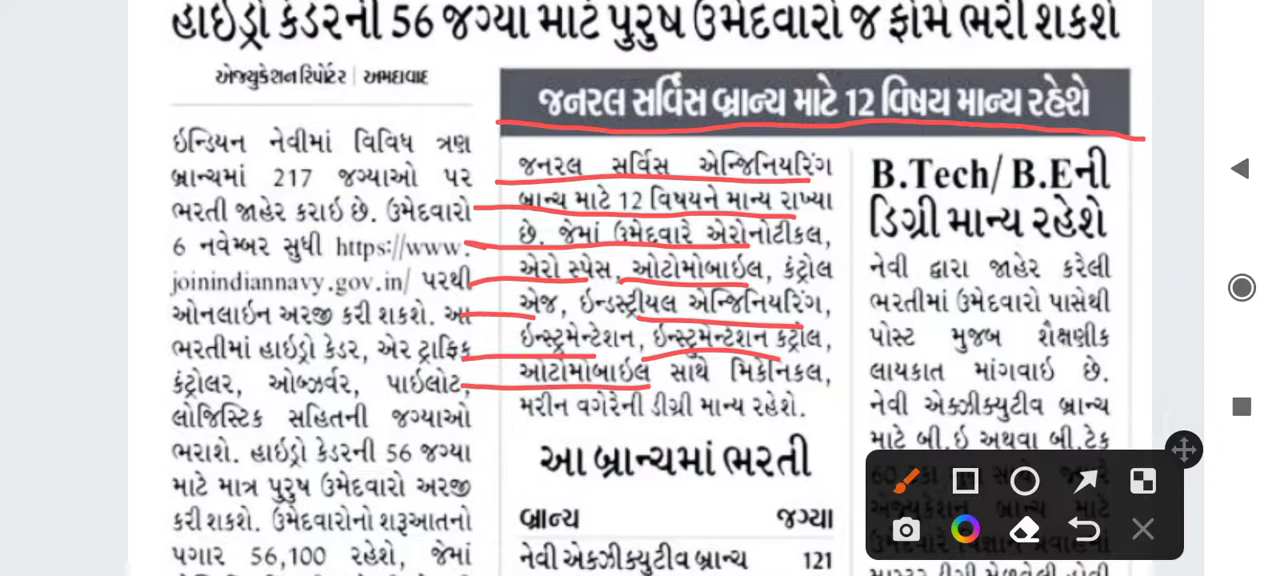 હાઇડ્રો કેડરની 56 જગ્યા માટે પુરુષ ઉમેદવારો જ ફોર્મ ભરી શકશે
એજ્યુકેશન રિપોર્ટર | અમદાવાદ
ઇન્ડિયન નેવીમાં વિવિધ ત્રણ
બ્રાન્ચમાં 217 જગ્યાઓ પર
ભરતી જાહેર કરાઇ છે. ઉમેદવારો
6 નવેમ્બર સુધી https://www.
joinindiannavy.gov.in/ પરથી
ઓનલાઇન અરજી કરી શકશે. આ
ભરતીમાં હાઇડ્રો કેડર, એર ટ્રાફિક
કંટ્રોલર, ઓબ્ઝર્વર, પાઇલોટ,
લોજિસ્ટિક સહિતની જગ્યાઓ
ભરાશે. હાઇડ્રો કેડરની 56 જગ્યા
માટે માત્ર પુરુષ ઉમેદવારો અરજી
કરી શકશે. ઉમેદવારોનો શરૂઆતનો
પગાર 56,100 રહેશે, જેમાં
જનરલ સર્વિસ બ્રાન્ચ માટે 12 વિષય માન્ય રહેશે
જનરલ સર્વિસ એન્જિનિયરિંગ
બ્રાન્ચ માટે 12 વિષયને માન્ય રાખ્યા
છે. જેમાં ઉમેદવારે એરોનોટીકલ,
એરો સ્પેસ, ઓટોમોબાઇલ, કંટ્રોલ
એજ, ઇન્ડસ્ટ્રીયલ એન્જિનિયરિંગ,
ઇન્સ્ટ્રુમેન્ટેશન, ઇન્સ્ટ્રુમેન્ટેશન કંટ્રોલ,
ઓટોમોબાઇલ સાથે મિકેનિકલ,
મરીન વગેરેની ડીગ્રી માન્ય રહેશે.
આ બ્રાન્ચમાં ભરતી
બ્રાન્ચ જગ્યા
નેવી એક્ઝીક્યુટીવ બ્રાન્ચ 121
B.Tech/ B.Eની
ડિગ્રી માન્ય રહેશે
નેવી દ્વારા જાહેર કરેલી
ભરતીમાં ઉમેદવારો પાસેથી
પોસ્ટ મુજબ શૈક્ષણીક
લાયકાત માંગવાઇ છે.
નેવી એક્ઝીક્યુટીવ બ્રાન્ચ
માટે બી.ઇ અથવા બી.ટેક